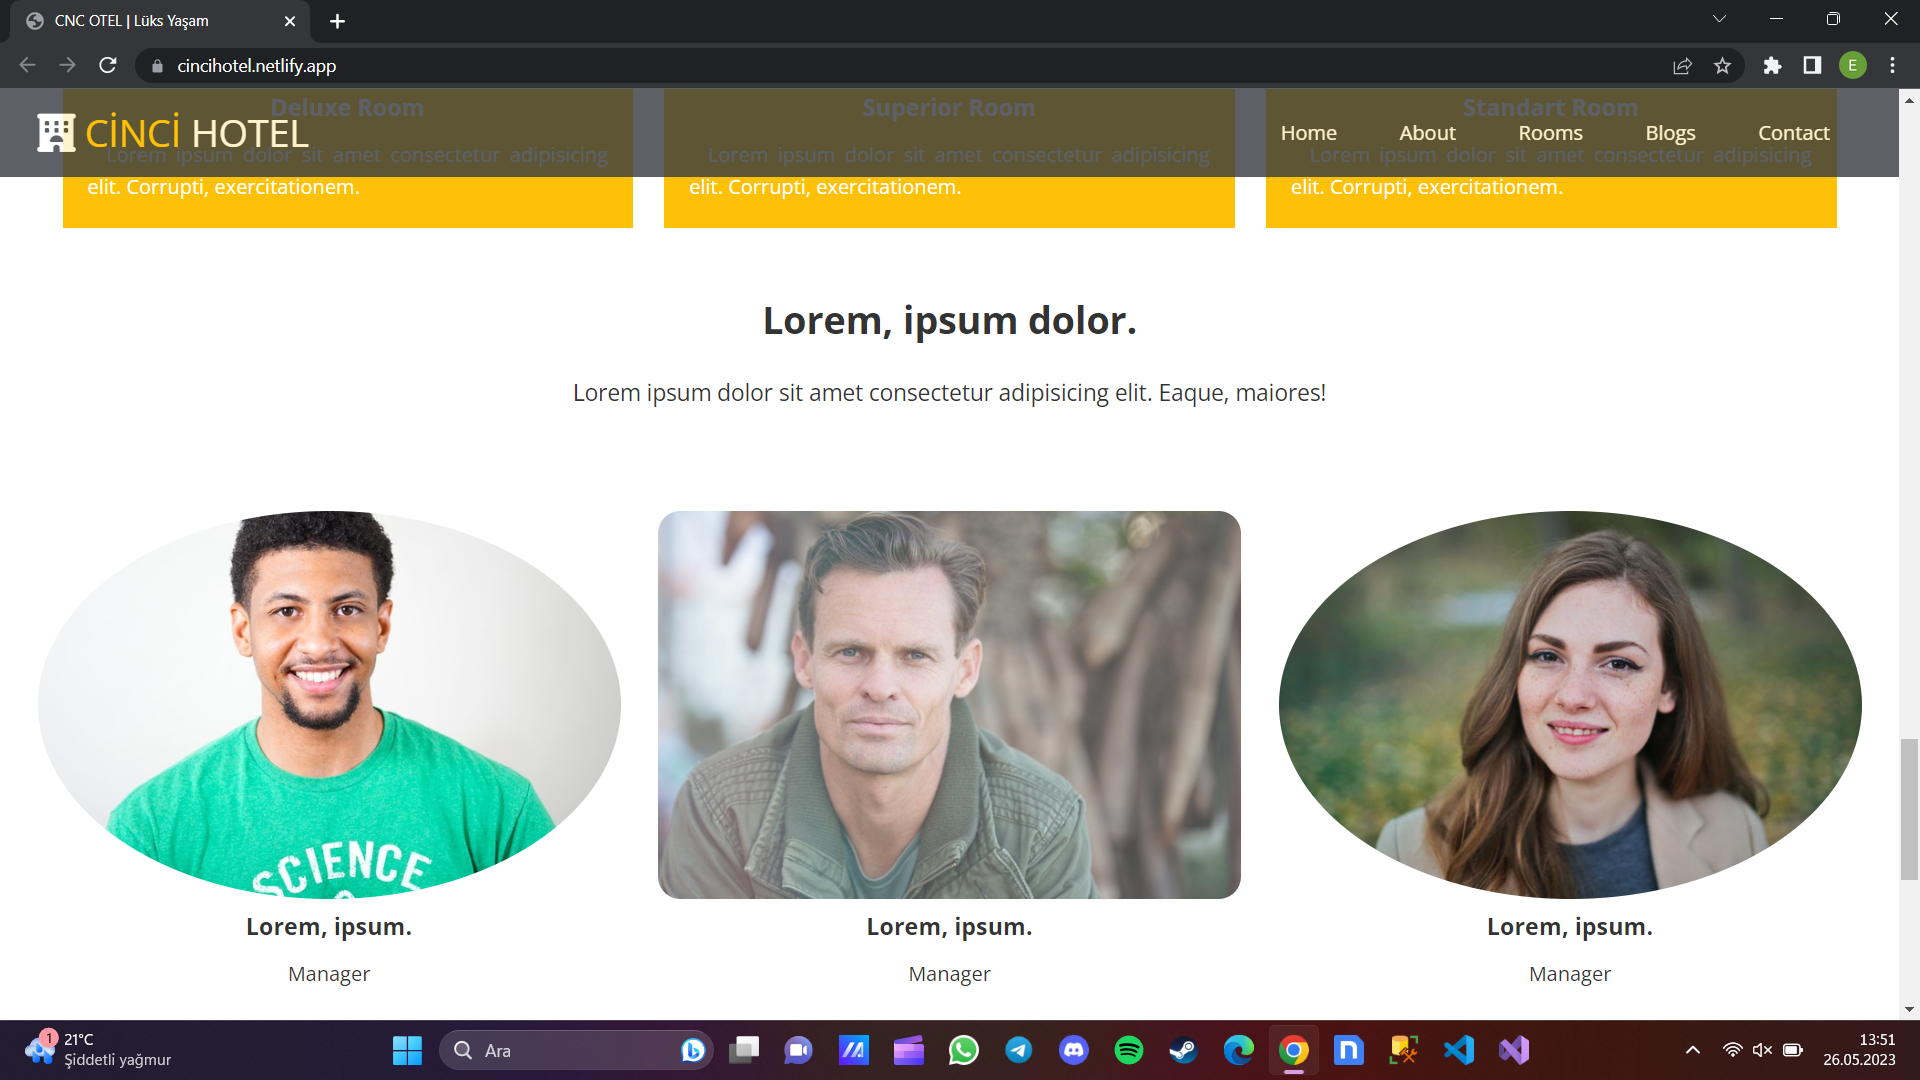 CNC OTEL | Lüks Yaşam
cincihotel.netlify.app
E
Deluxe Room
Superior Room
Standart Room
CİNCİ HOTEL
Home
About
Rooms
Blogs
Contact
Lorem ipsum dolor sit amet consectetur adipisicing
elit. Corrupti, exercitationem.
Lorem ipsum dolor sit amet consectetur adipisicing
elit. Corrupti, exercitationem.
Lorem ipsum dolor sit amet consectetur adipisicing
elit. Corrupti, exercitationem.
Lorem, ipsum dolor.
Lorem ipsum dolor sit amet consectetur adipisicing elit. Eaque, maiores!
SCIENCE
Lorem, ipsum.
Manager
Lorem, ipsum.
Manager
Lorem, ipsum.
Manager
1
21°C
Şiddetli yağmur
Ara
13:51
26.05.2023